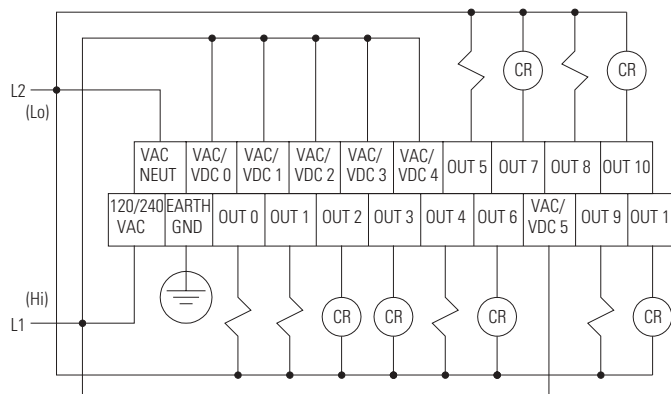 CR
CR
L2
(Lo)
VAC NEUT
VAC/ VDC 0
VAC/ VDC 1
VAC/ VDC 2
VAC/ VDC 3
VAC/ VDC 4
OUT 5
OUT 7
OUT 8
OUT 10
120/240 VAC
EARTH GND
OUT 0
OUT 1
OUT 2
OUT 3
OUT 4
OUT 6
VAC/ VDC 5
OUT 9
OUT 1
(Hi)
L1
CR
CR
CR
CR